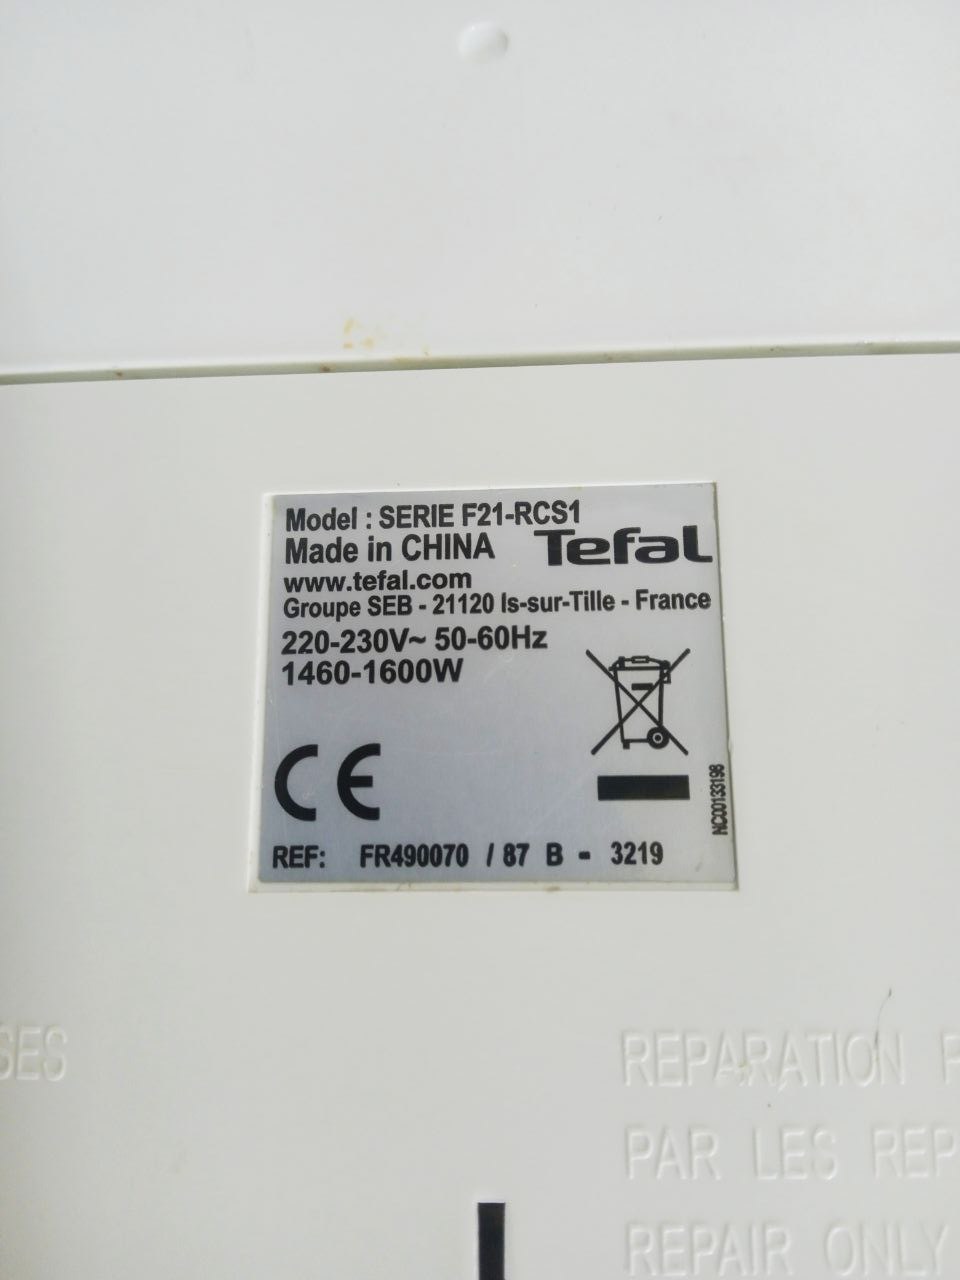 Model : SERIE F21-RCS1
Made in CHINA
Tefal
www.tefal.com
Groupe SEB - 21120 Is-sur-Tille - France
220-230V~ 50-60Hz
1460-1600W
CE
NC00133198
REF: FR490070 / 87 B - 3219
SES
REPARATION P
PAR LES REP
REPAIR ONLY